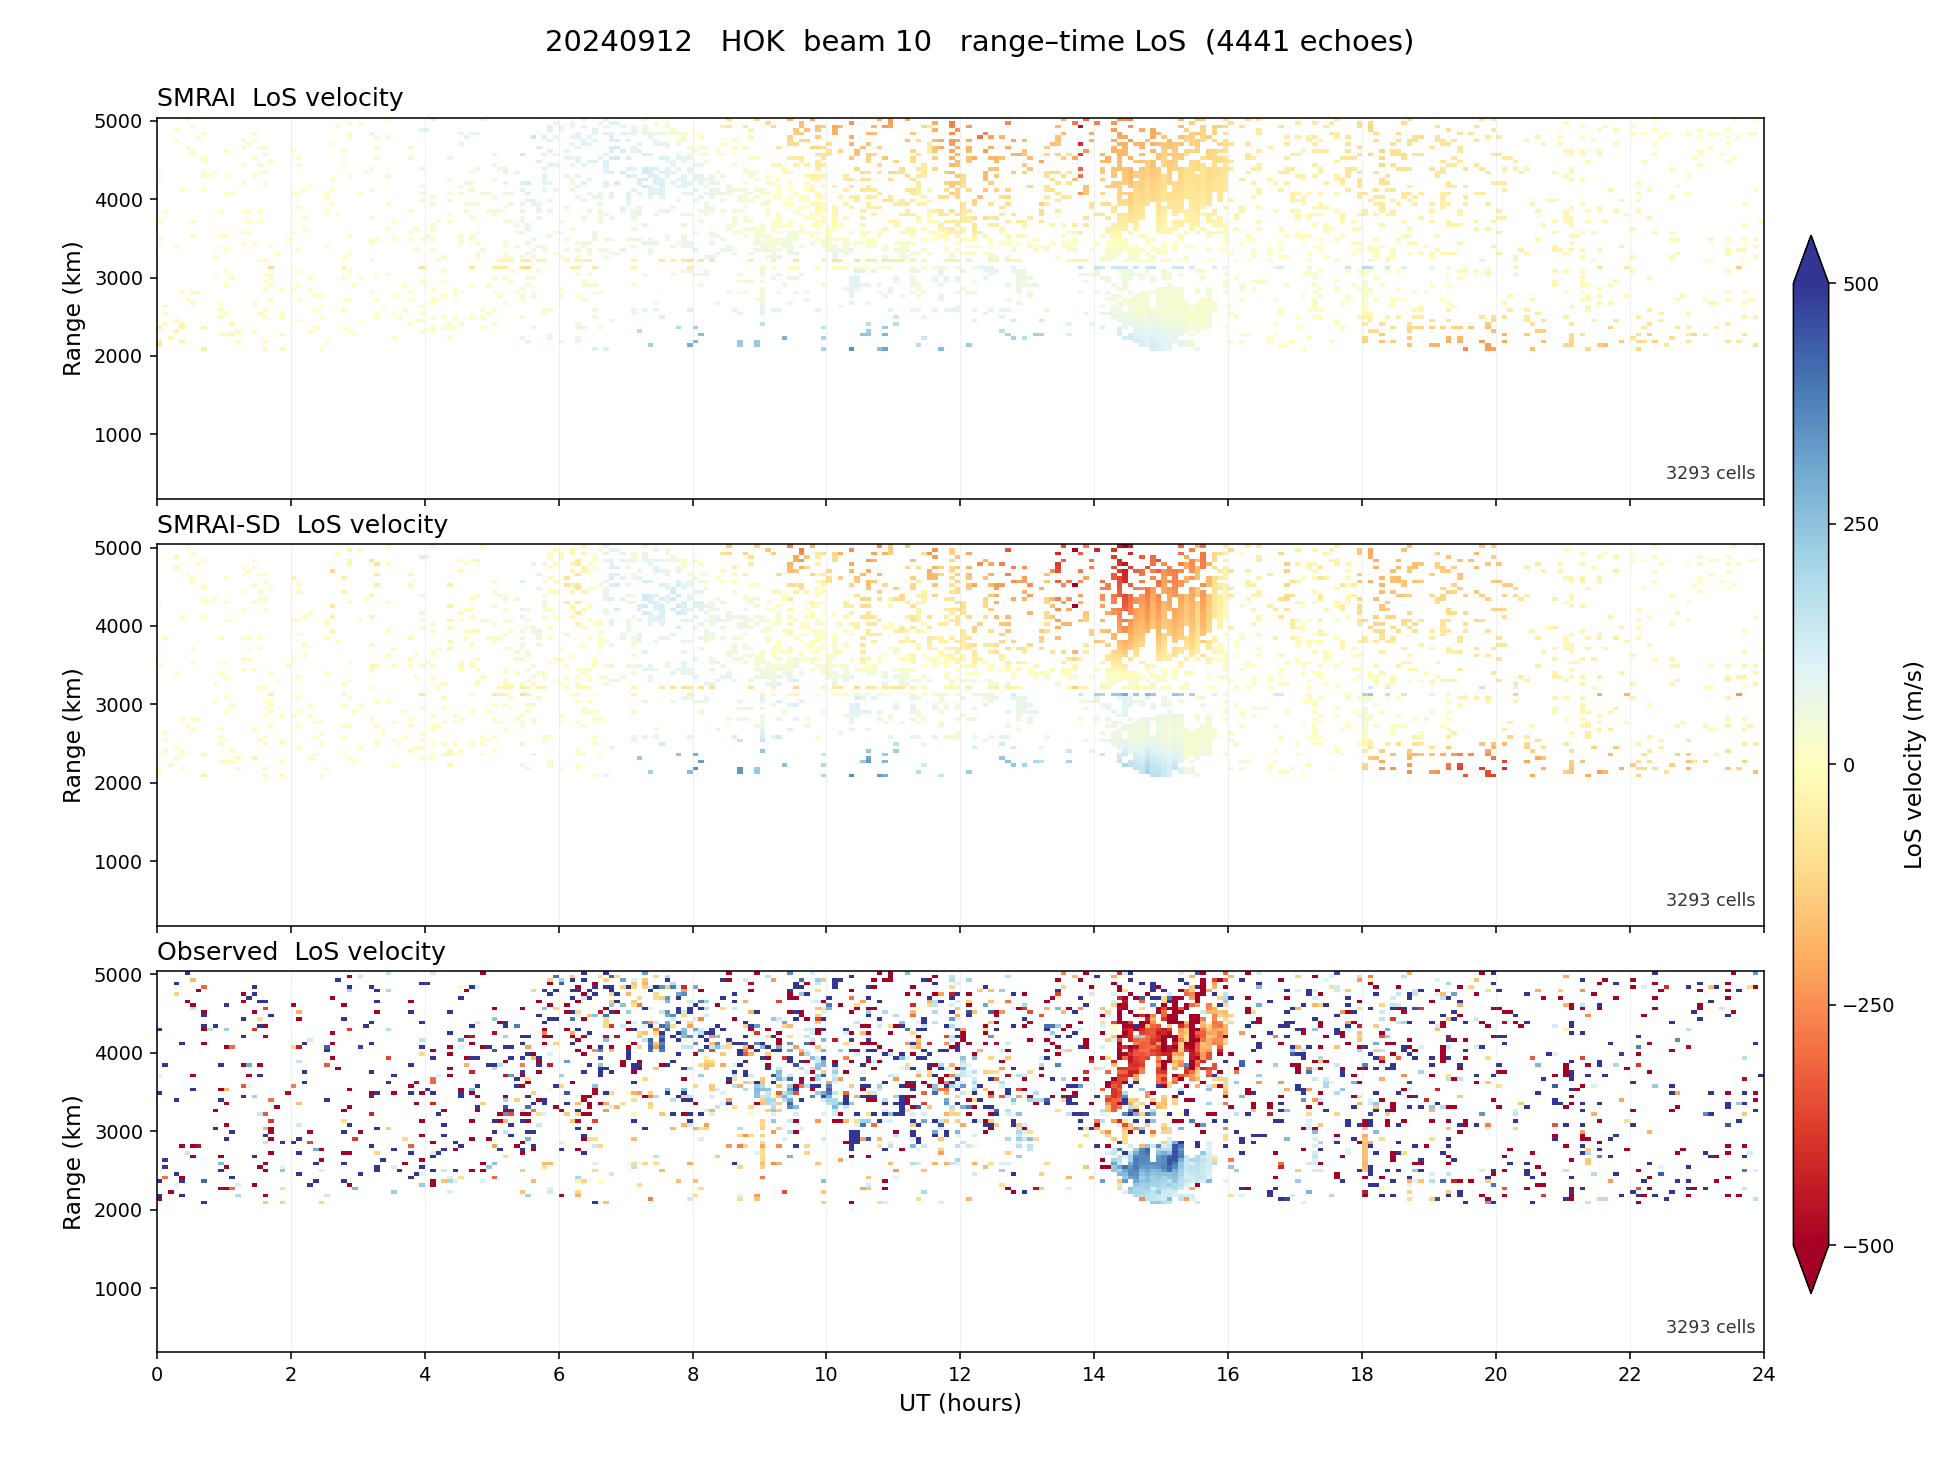 20240912   HOK  beam 10   range–time LoS  (4441 echoes)
SMRAI  LoS velocity
5000
4000
3000
2000
1000
Range (km)
3293 cells
SMRAI-SD  LoS velocity
5000
4000
3000
2000
1000
Range (km)
3293 cells
Observed  LoS velocity
5000
4000
3000
2000
1000
Range (km)
3293 cells
0 2 4 6 8 10 12 14 16 18 20 22 24
UT (hours)
500
250
0
−250
−500
LoS velocity (m/s)